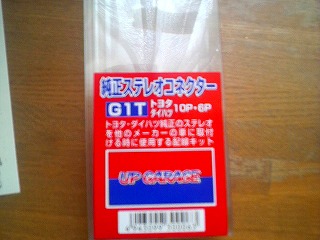 純正ステレオコネクター
G1T トヨタ ダイハツ 10P・6P
トヨタ・ダイハツ純正のステレオ
を他のメーカーの車に取付
ける時に使用する配線キット
UP GARAGE